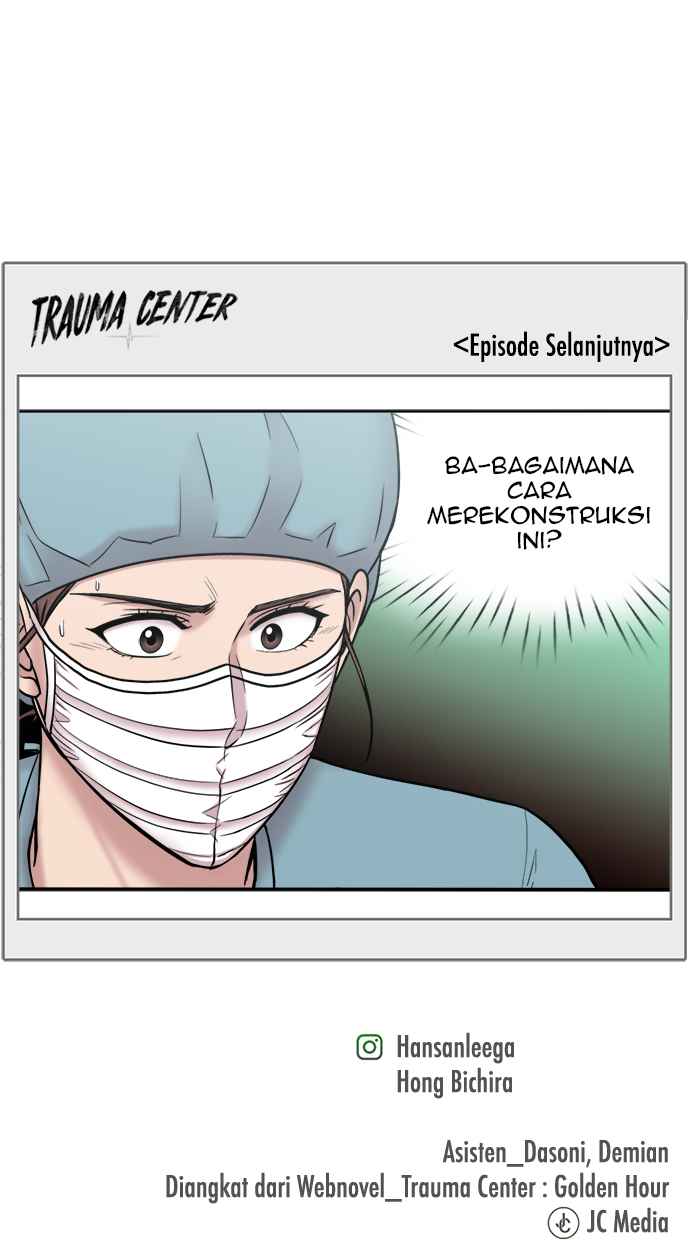 TRAUMA CENTER
<Episode Selanjutnya>
BA-BAGAIMANA
CARA
MEREKONSTRUKSI
INI?
Hansanleega
Hong Bichira
Asisten_Dasoni, Demian
Diangkat dari Webnovel_Trauma Center : Golden Hour
JC JC Media